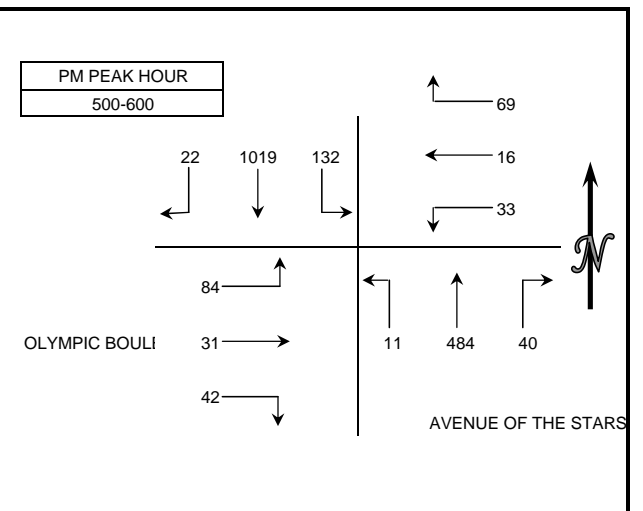 PM PEAK HOUR
500-600
69
22 1019 132
16
33
84
OLYMPIC BOULE
31
11 484 40
42
AVENUE OF THE STARS
N